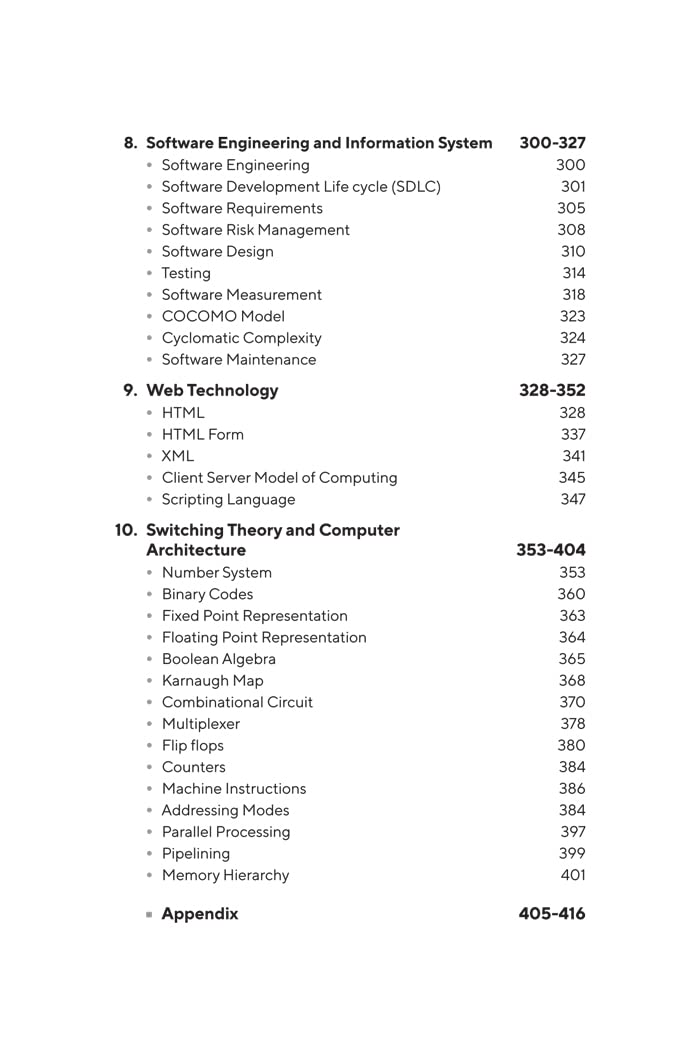 8. Software Engineering and Information System 300-327
• Software Engineering 300
• Software Development Life cycle (SDLC) 301
• Software Requirements 305
• Software Risk Management 308
• Software Design 310
• Testing 314
• Software Measurement 318
• COCOMO Model 323
• Cyclomatic Complexity 324
• Software Maintenance 327
9. Web Technology 328-352
• HTML 328
• HTML Form 337
• XML 341
• Client Server Model of Computing 345
• Scripting Language 347
10. Switching Theory and Computer
Architecture 353-404
• Number System 353
• Binary Codes 360
• Fixed Point Representation 363
• Floating Point Representation 364
• Boolean Algebra 365
• Karnaugh Map 368
• Combinational Circuit 370
• Multiplexer 378
• Flip flops 380
• Counters 384
• Machine Instructions 386
• Addressing Modes 384
• Parallel Processing 397
• Pipelining 399
• Memory Hierarchy 401
▪ Appendix 405-416